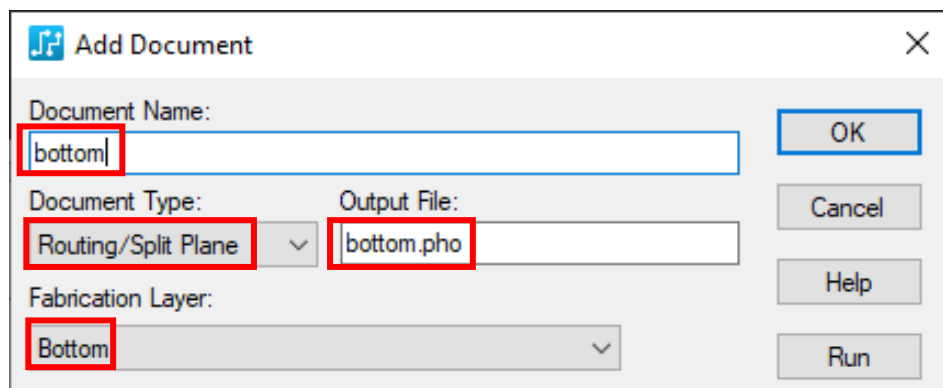 Add Document
Document Name:
bottom
OK
Document Type:
Output File:
Cancel
Routing/Split Plane
bottom.pho
Fabrication Layer:
Help
Bottom
Run